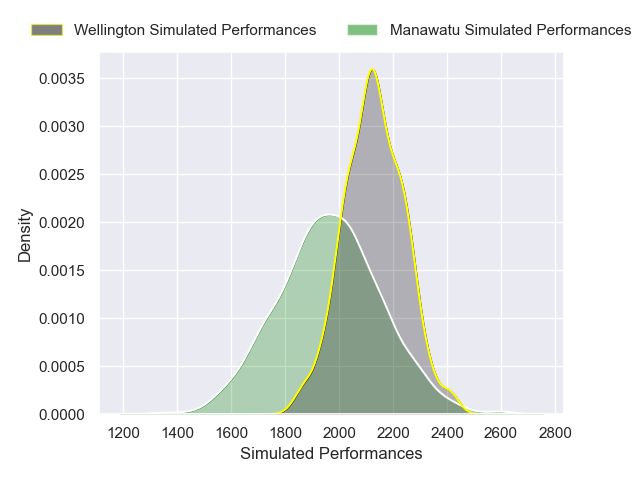 Wellington Simulated Performances
Manawatu Simulated Performances
0.0035
0.0030
0.0025
0.0020
0.0015
0.0010
0.0005
0.0000
Density
1200 1400 1600 1800 2000 2200 2400 2600 2800
Simulated Performances